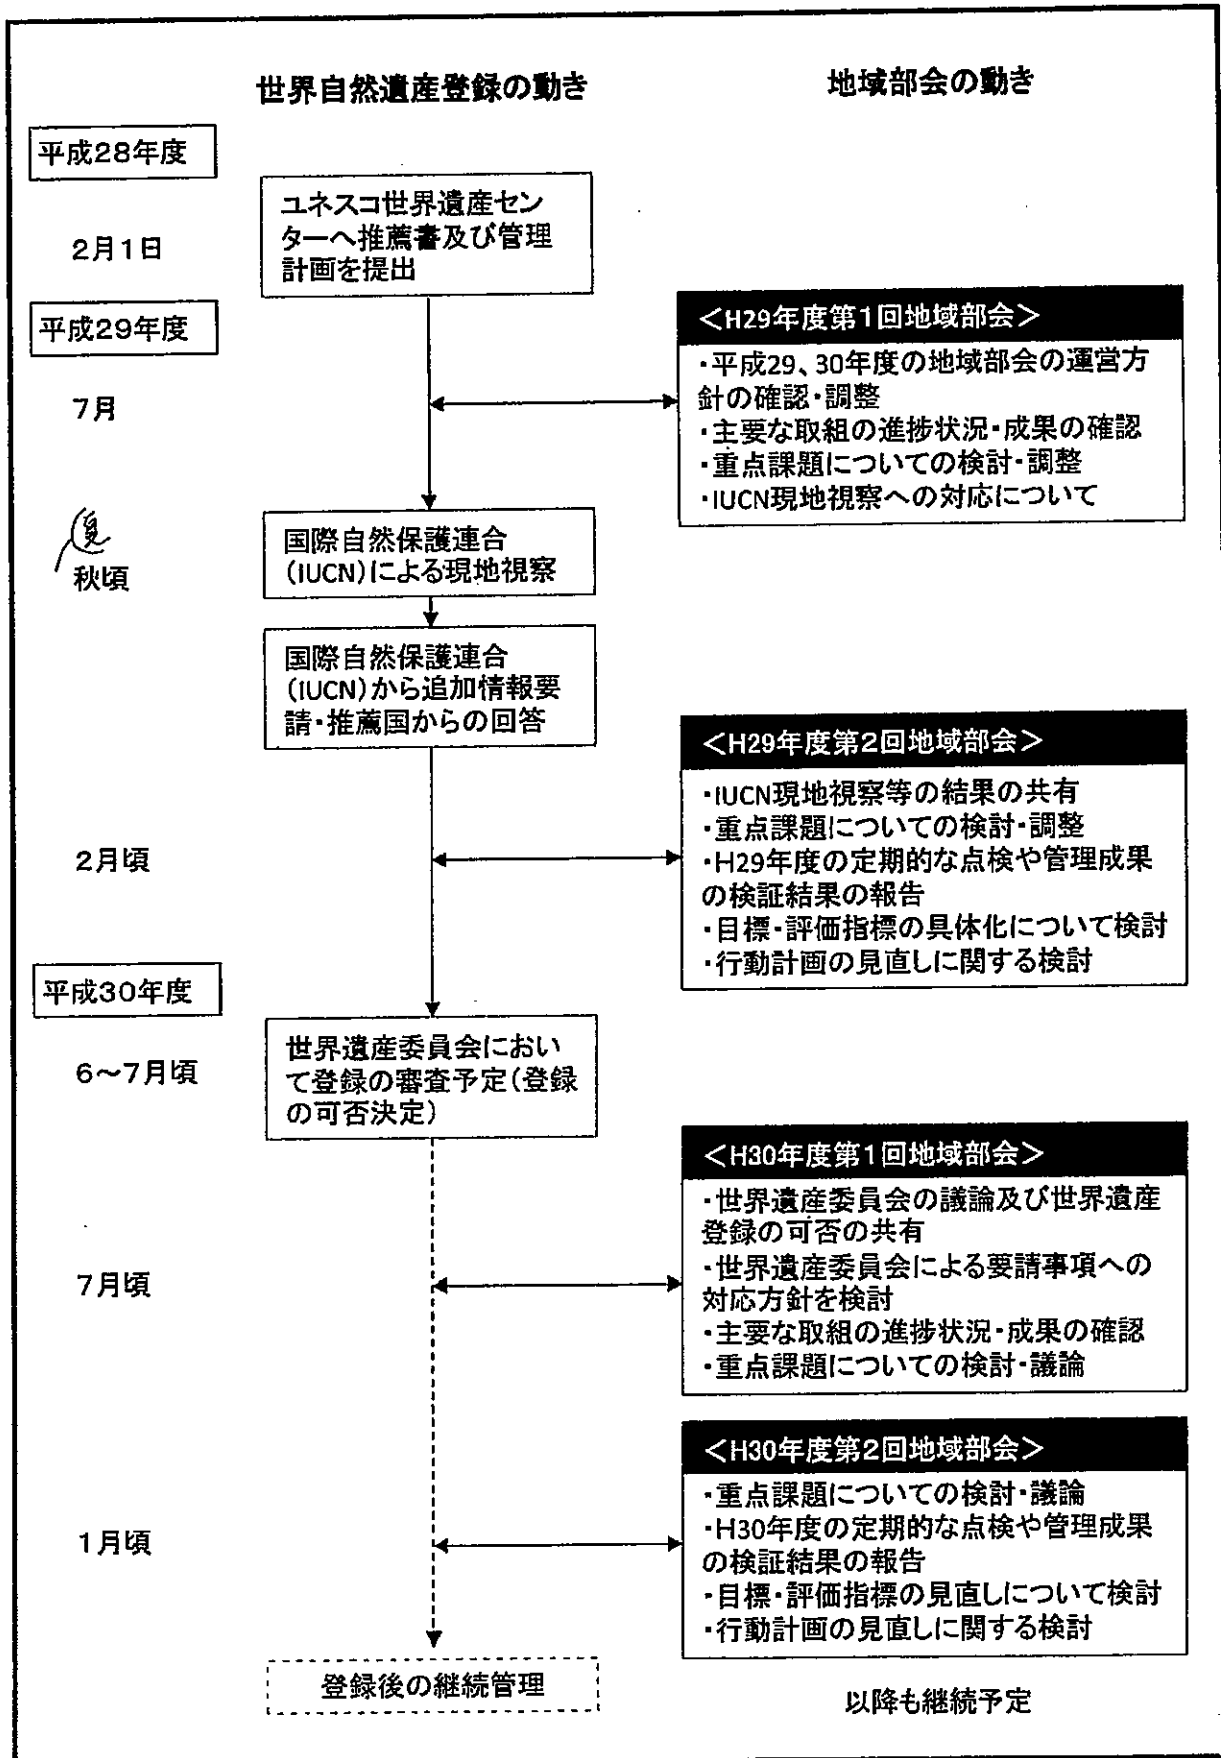 世界自然遺産登録の動き
地域部会の動き
平成28年度
2月1日
ユネスコ世界遺産セン
ターへ推薦書及び管理
計画を提出
平成29年度
7月
<H29年度第1回地域部会>
・平成29、30年度の地域部会の運営方
針の確認・調整
・主要な取組の進捗状況・成果の確認
・重点課題についての検討・調整
・IUCN現地視察への対応について
夏
秋頃
国際自然保護連合
(IUCN)による現地視察
国際自然保護連合
(IUCN)から追加情報要
請・推薦国からの回答
2月頃
<H29年度第2回地域部会>
・IUCN現地視察等の結果の共有
・重点課題についての検討・調整
・H29年度の定期的な点検や管理成果
の検証結果の報告
・目標・評価指標の具体化について検討
・行動計画の見直しに関する検討
平成30年度
6～7月頃
世界遺産委員会におい
て登録の審査予定(登録
の可否決定)
7月頃
<H30年度第1回地域部会>
・世界遺産委員会の議論及び世界遺産
登録の可否の共有
・世界遺産委員会による要請事項への
対応方針を検討
・主要な取組の進捗状況・成果の確認
・重点課題についての検討・議論
1月頃
<H30年度第2回地域部会>
・重点課題についての検討・議論
・H30年度の定期的な点検や管理成果
の検証結果の報告
・目標・評価指標の見直しについて検討
・行動計画の見直しに関する検討
登録後の継続管理
以降も継続予定